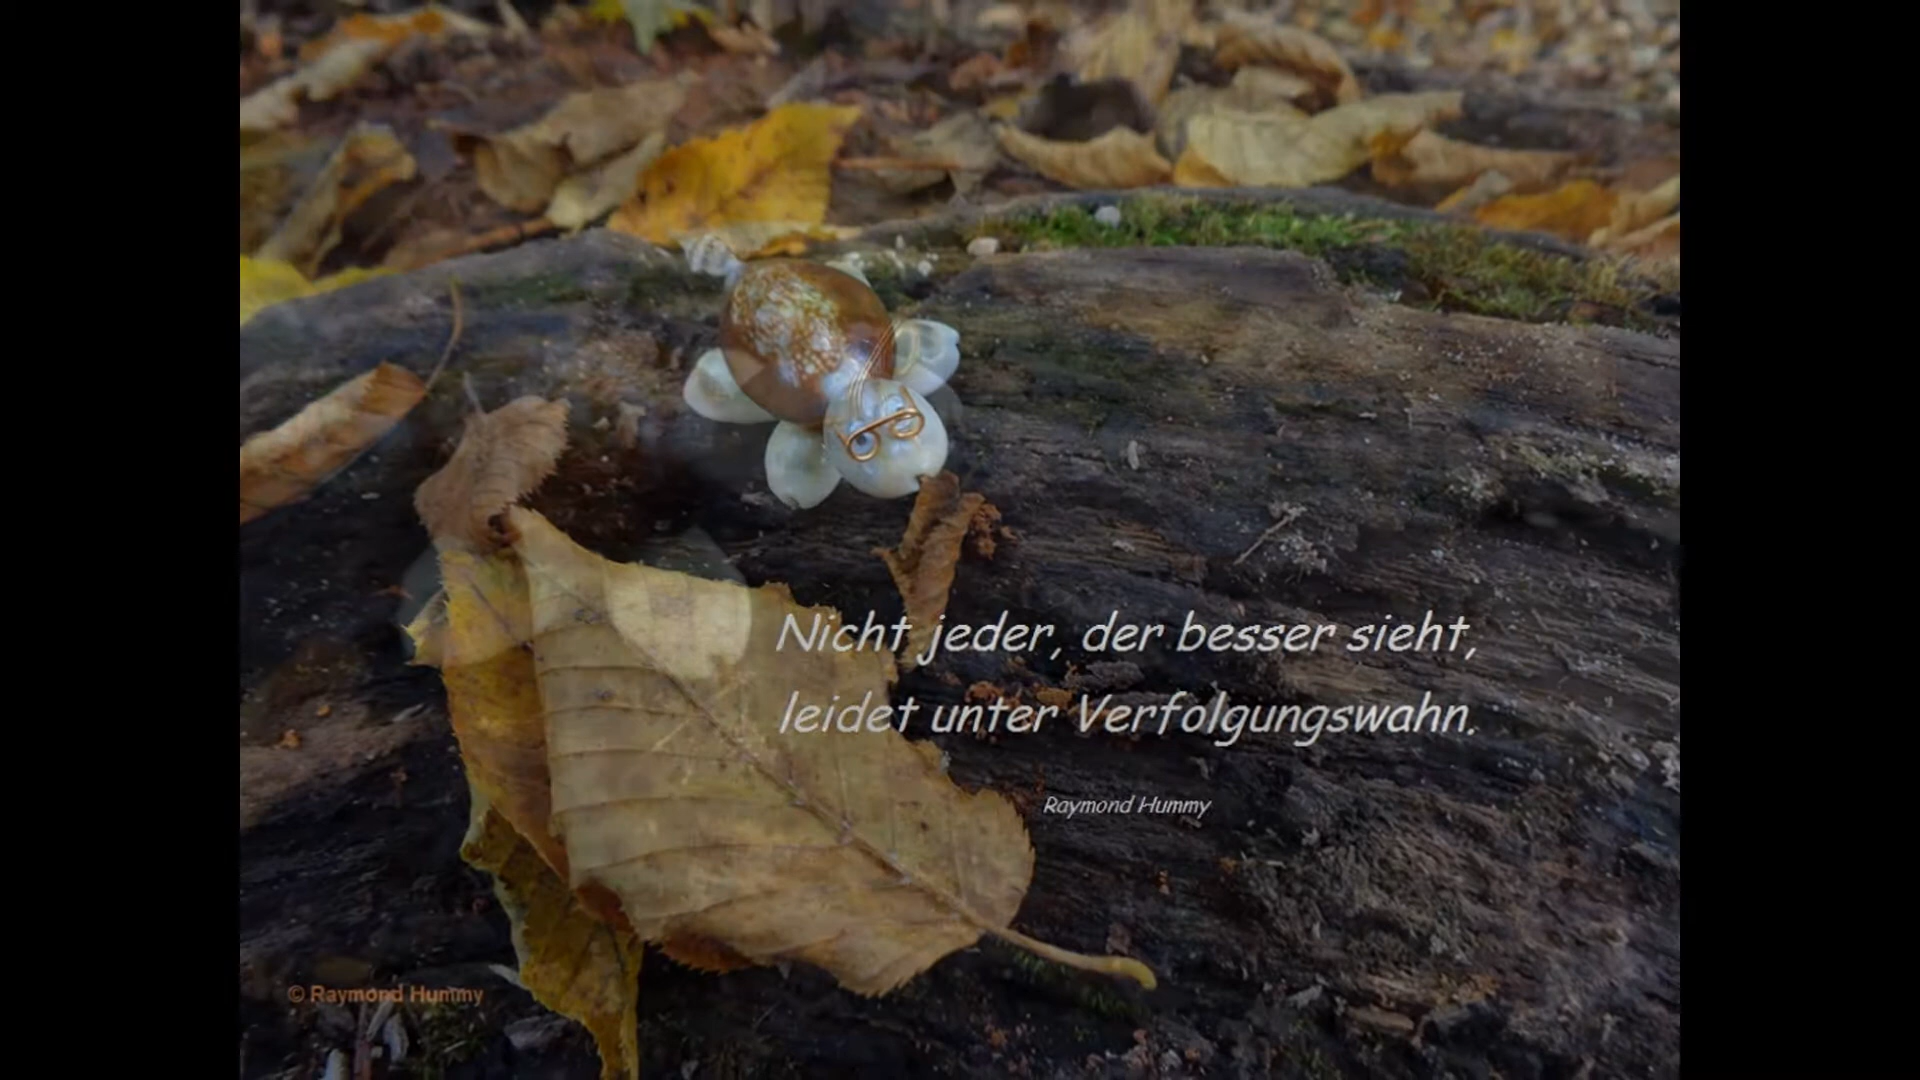 Nicht jeder, der besser sieht,
leidet unter Verfolgungswahn.
Raymond Hummy
© Raymond Hummy